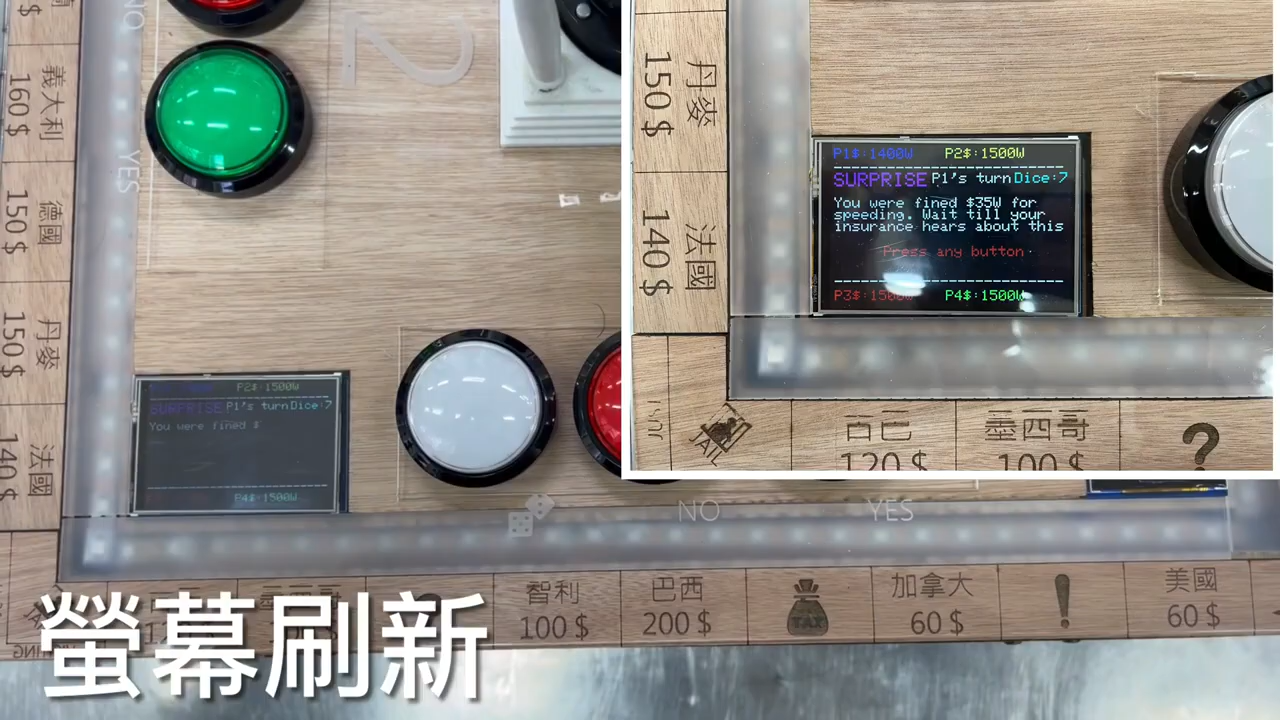 NO
2
義大利
160 $
YES
德國
150 $
丹麥
150 $
法國
140 $
P2$:1500W
SURPRISE P1's turn Dice:7
You were fined $
P4$:1500W
丹麥
150 $
法國
140 $
P1$:1400W P2$:1500W
SURPRISE P1's turn Dice:7
You were fined $35W for
speeding. Wait till your
insurance hears about this
Press any button
P3$:1500W P4$:1500W
JAIL
古巴
120 $
墨西哥
100 $
?
NO
YES
智利
100 $
巴西
200 $
TAX
加拿大
60 $
!
美國
60 $
螢幕刷新